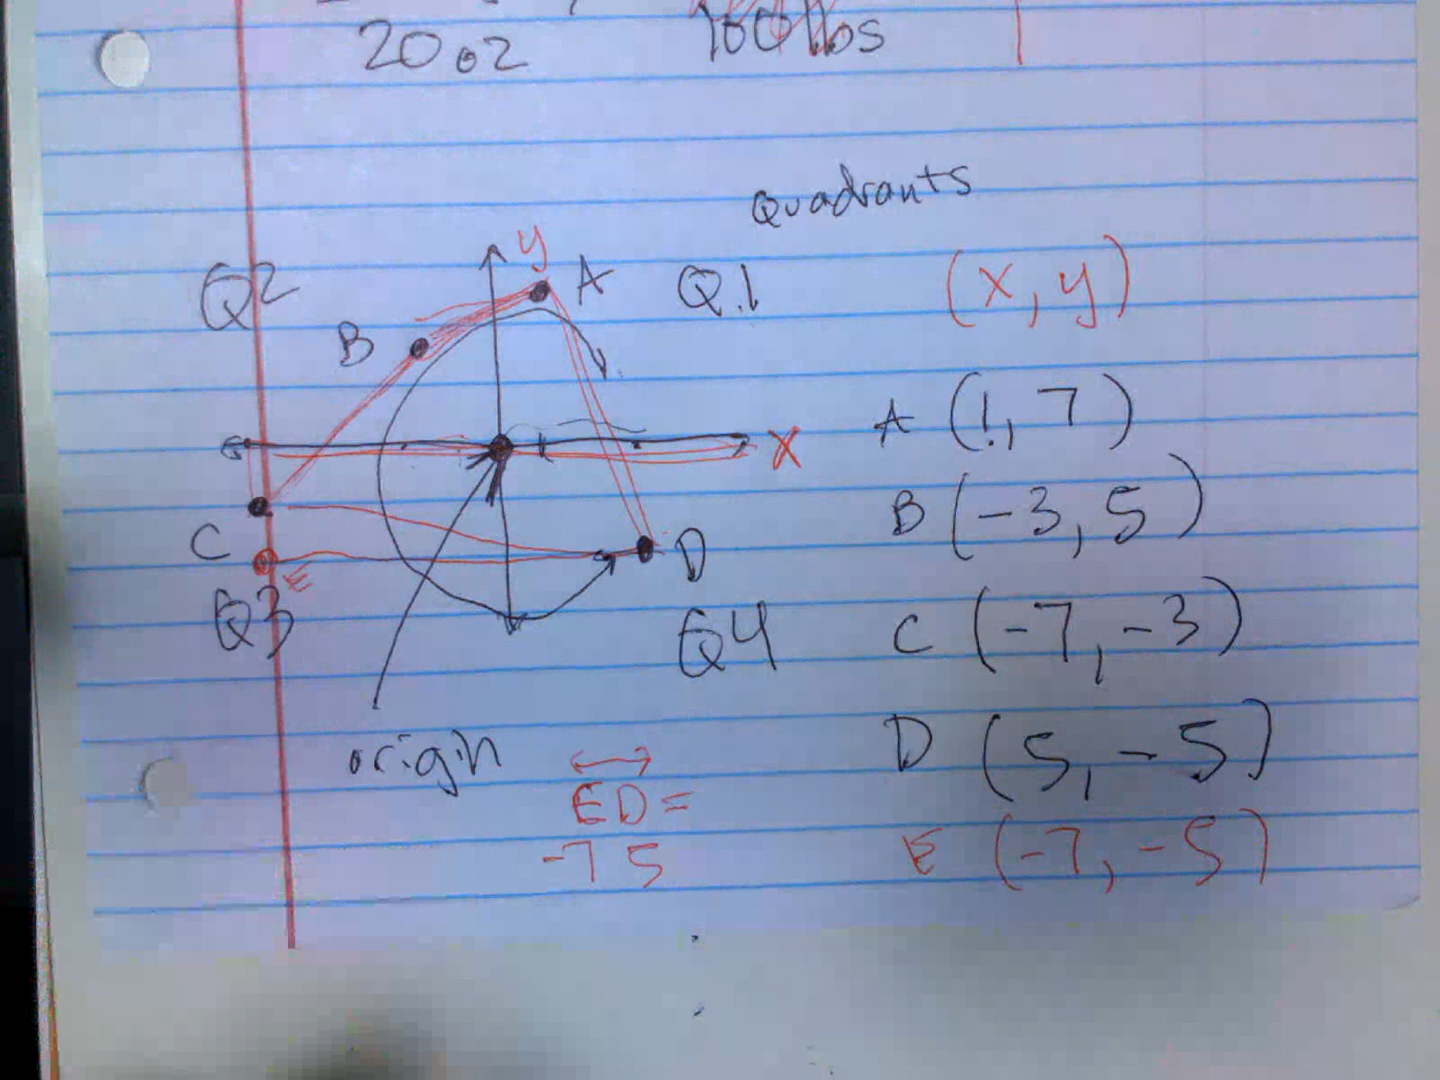 20 oz
100 lbs
Quadrants
y
Q2
A
Q.1
(x, y)
B
x
A (1, 7)
B (-3, 5)
C
D
E
Q3
Q4
C (-7, -3)
origin
D (5, -5)
ED =
-7 5
E (-7, -5)